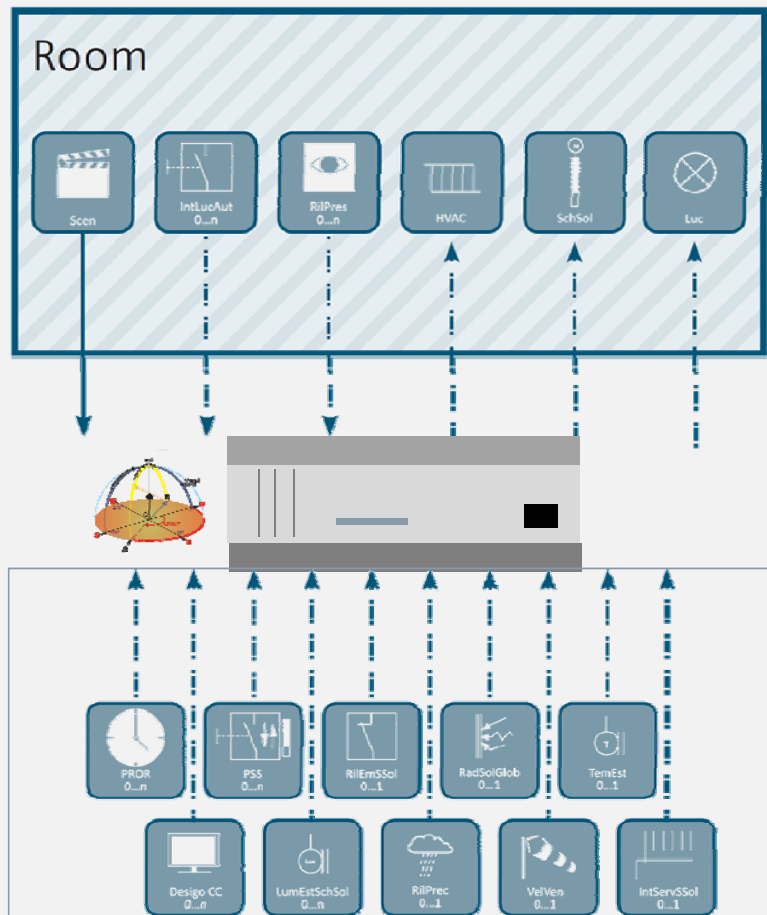 Room
Scen
IntLucAut
0...n
RilPres
0...n
HVAC
SchSol
Luc
PROR
0...n
PSS
0...n
RilEmSSol
0...1
RadSolGlob
0...1
TemEst
0...1
Desigo CC
0...n
LumEstSchSol
0...n
RilPrec
0...1
VelVen
0...1
IntServSSol
0...1